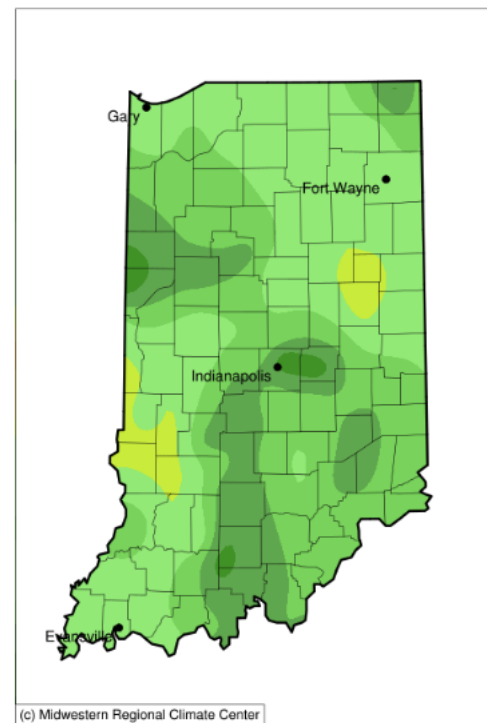 Gary
Fort Wayne
Indianapolis
Evansville
(c) Midwestern Regional Climate Center